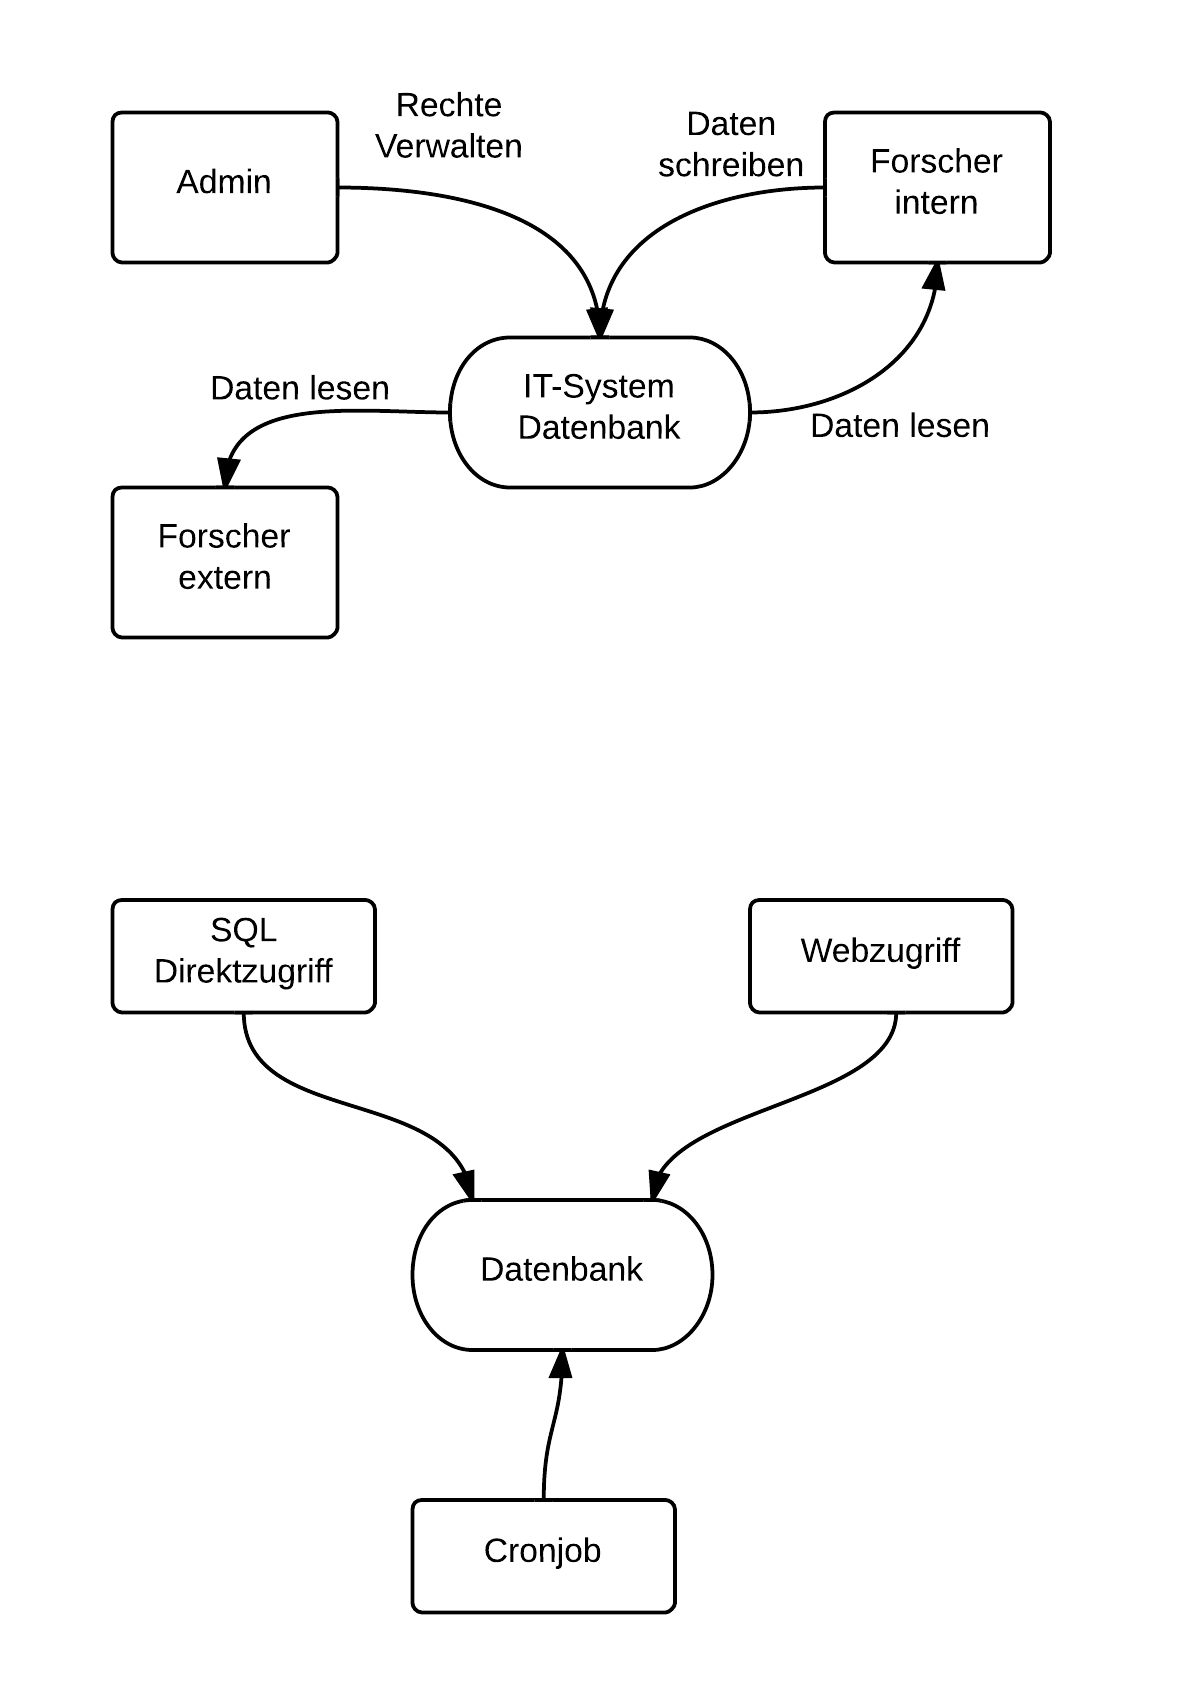 Rechte
Verwalten
Daten
schreiben
Admin
Forscher
intern
IT-System
Datenbank
Daten lesen
Daten lesen
Forscher
extern
SQL
Direktzugriff
Webzugriff
Datenbank
Cronjob